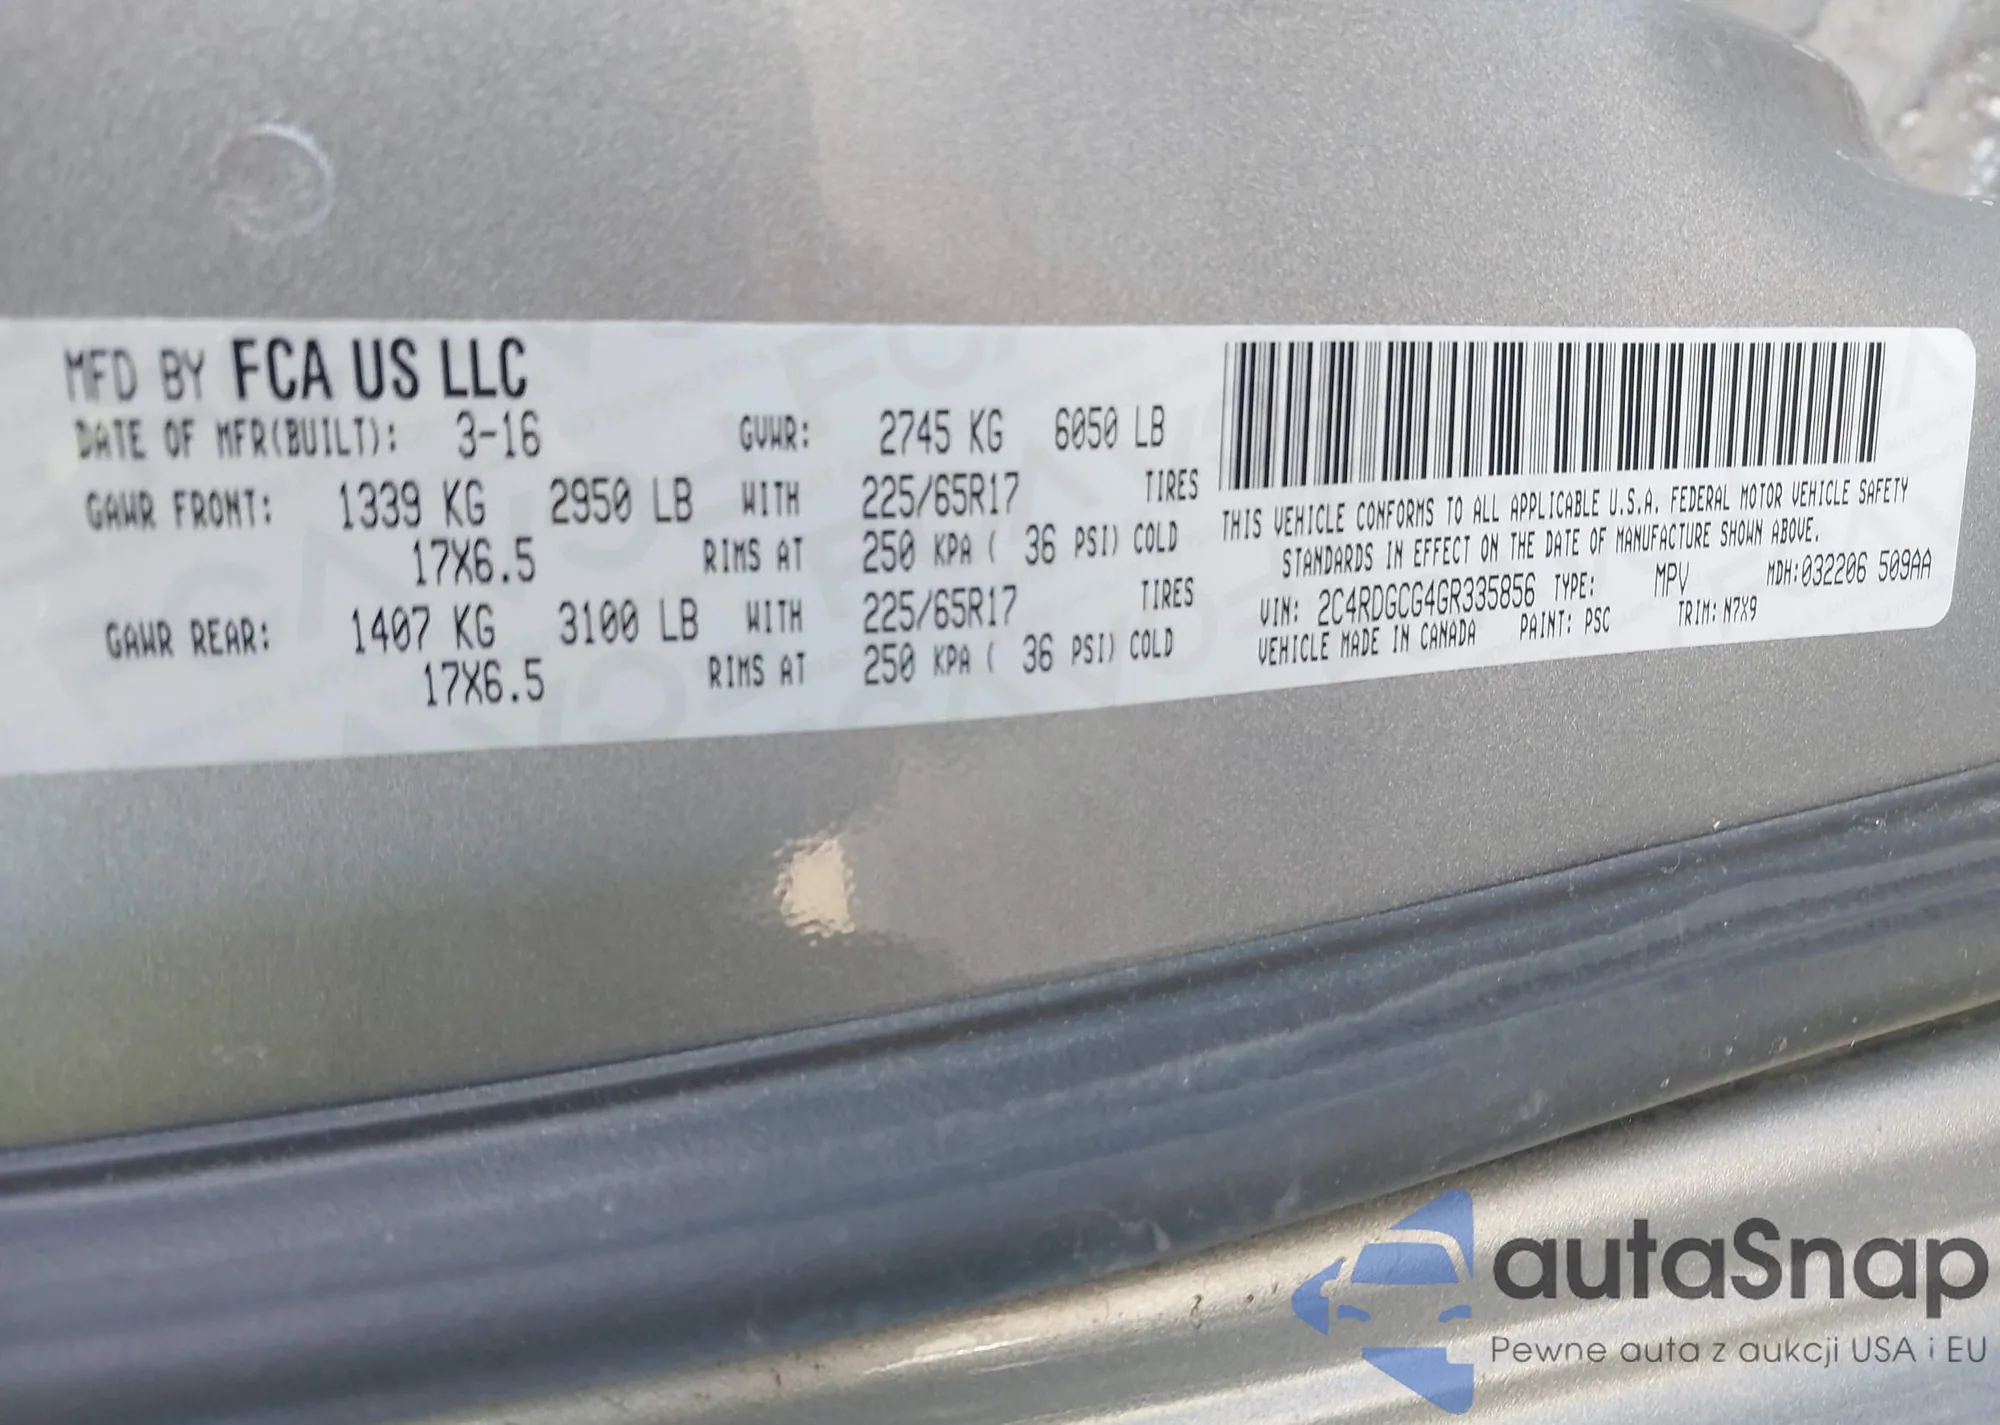 MFD BY FCA US LLC
DATE OF MFR(BUILT): 3-16 GVWR: 2745 KG 6050 LB
GAWR FRONT: 1339 KG 2950 LB WITH 225/65R17 TIRES
17X6.5 RIMS AT 250 KPA ( 36 PSI) COLD
GAWR REAR: 1407 KG 3100 LB WITH 225/65R17 TIRES
17X6.5 RIMS AT 250 KPA ( 36 PSI) COLD
THIS VEHICLE CONFORMS TO ALL APPLICABLE U.S.A. FEDERAL MOTOR VEHICLE SAFETY
STANDARDS IN EFFECT ON THE DATE OF MANUFACTURE SHOWN ABOVE.
VIN: 2C4RDGCG4GR335856 TYPE: MPV MDH:032206 509AA
VEHICLE MADE IN CANADA PAINT: PSC TRIM: N7X9
autaSnap
Pewne auta z aukcji USA i EU